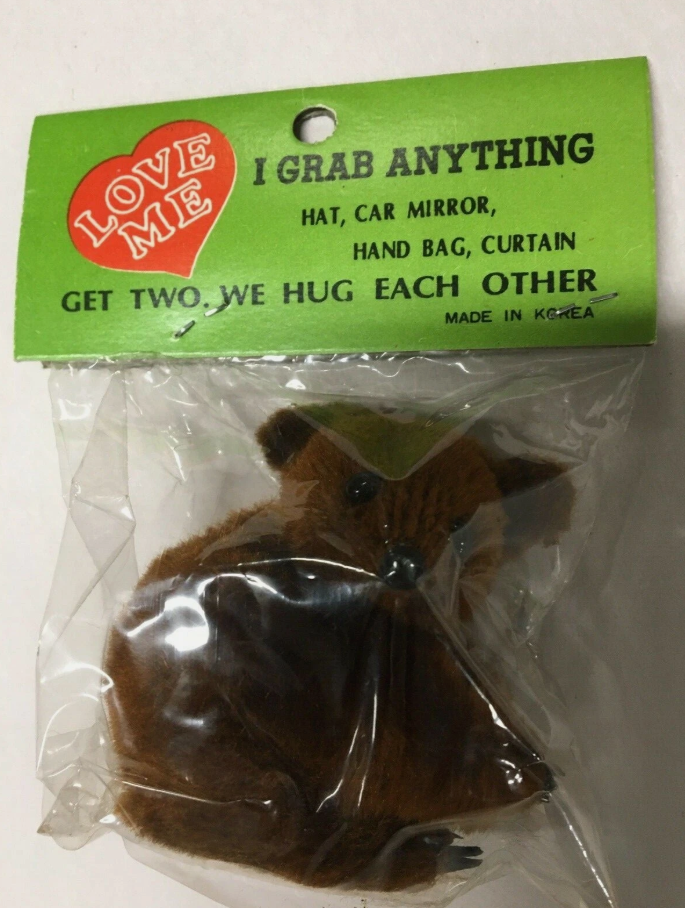 LOVE
ME
I GRAB ANYTHING
HAT, CAR MIRROR,
HAND BAG, CURTAIN
GET TWO. WE HUG EACH OTHER
MADE IN KOREA